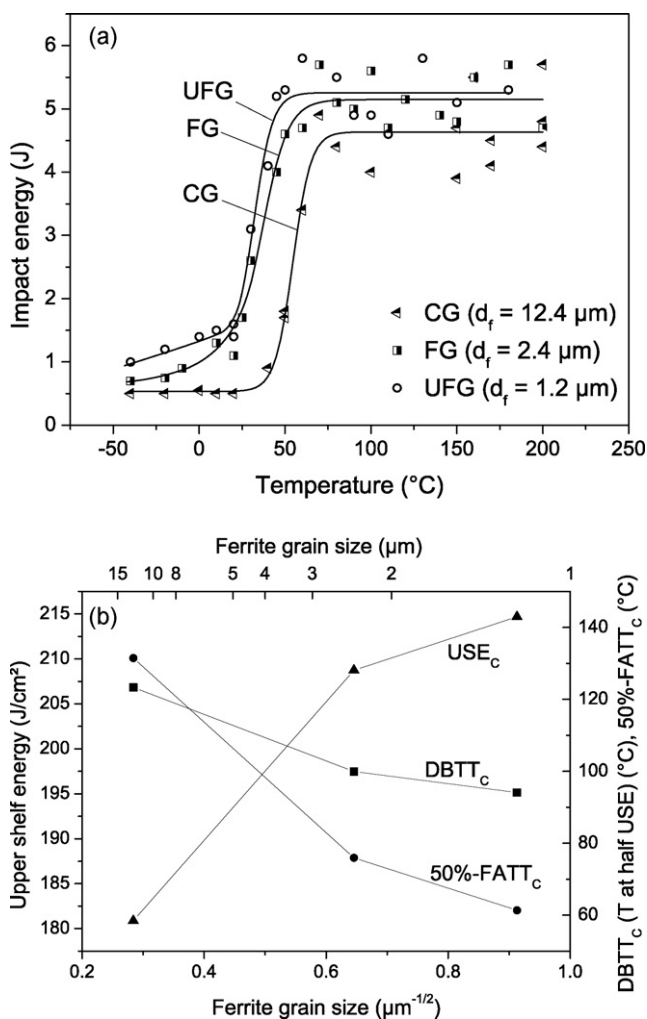 (a)
6
5
4
3
2
1
0
Impact energy (J)
UFG
FG
CG
CG (d_f = 12.4 µm)
FG (d_f = 2.4 µm)
UFG (d_f = 1.2 µm)
-50 0 50 100 150 200 250
Temperature (°C)
Ferrite grain size (µm)
15 10 8 5 4 3 2 1
(b)
215
210
205
200
195
190
185
180
Upper shelf energy (J/cm²)
USE_C
DBTT_C
50%-FATT_C
140
120
100
80
60
DBTT_C (T at half USE) (°C), 50%-FATT_C (°C)
0.2 0.4 0.6 0.8 1.0
Ferrite grain size (µm^-1/2)